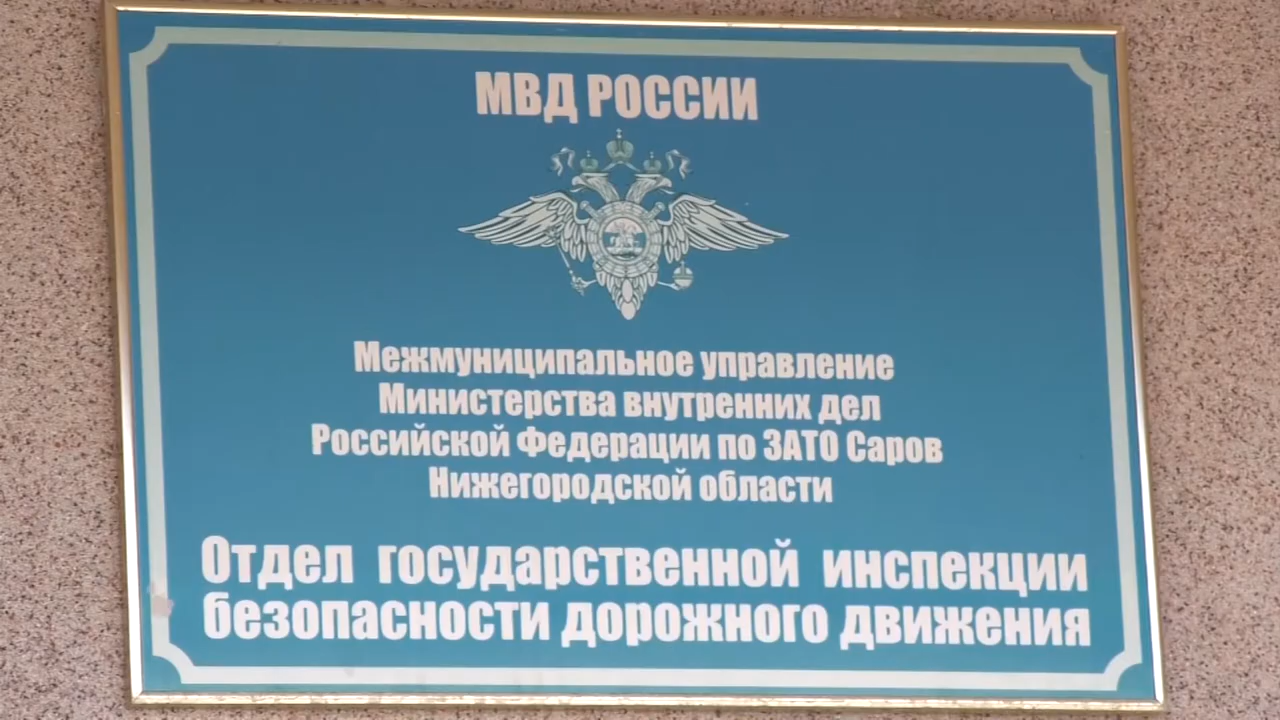 МВД РОССИИ
Межмуниципальное управление
Министерства внутренних дел
Российской Федерации по ЗАТО Саров
Нижегородской области
Отдел государственной инспекции
безопасности дорожного движения